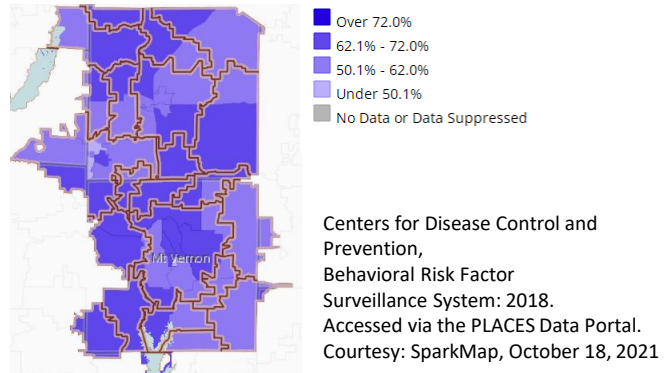 Over 72.0%
62.1% - 72.0%
50.1% - 62.0%
Under 50.1%
No Data or Data Suppressed
Mt Vernon
Centers for Disease Control and
Prevention,
Behavioral Risk Factor
Surveillance System: 2018.
Accessed via the PLACES Data Portal.
Courtesy: SparkMap, October 18, 2021